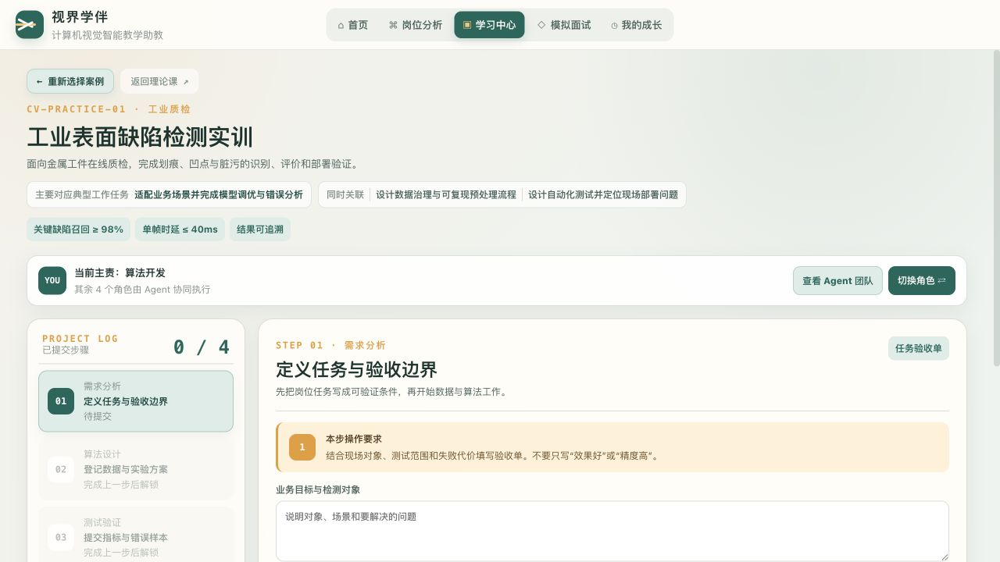 视界学伴
计算机视觉智能教学助教
首页
岗位分析
学习中心
模拟面试
我的成长
← 重新选择案例
返回理论课 ↗
CV-PRACTICE-01 · 工业质检
工业表面缺陷检测实训
面向金属工件在线质检，完成划痕、凹点与脏污的识别、评价和部署验证。
主要对应典型工作任务 适配业务场景并完成模型调优与错误分析
同时关联 设计数据治理与可复现预处理流程 设计自动化测试并定位现场部署问题
关键缺陷召回 ≥ 98%
单帧时延 ≤ 40ms
结果可追溯
YOU
当前主责：算法开发
其余 4 个角色由 Agent 协同执行
查看 Agent 团队
切换角色 ⇄
PROJECT LOG
已提交步骤
0 / 4
01
需求分析
定义任务与验收边界
待提交
02
算法设计
登记数据与实验方案
完成上一步后解锁
03
测试验证
提交指标与错误样本
完成上一步后解锁
STEP 01 · 需求分析
定义任务与验收边界
先把岗位任务写成可验证条件，再开始数据与算法工作。
任务验收单
1
本步操作要求
结合现场对象、测试范围和失败代价填写验收单。不要只写“效果好”或“精度高”。
业务目标与检测对象
说明对象、场景和要解决的问题